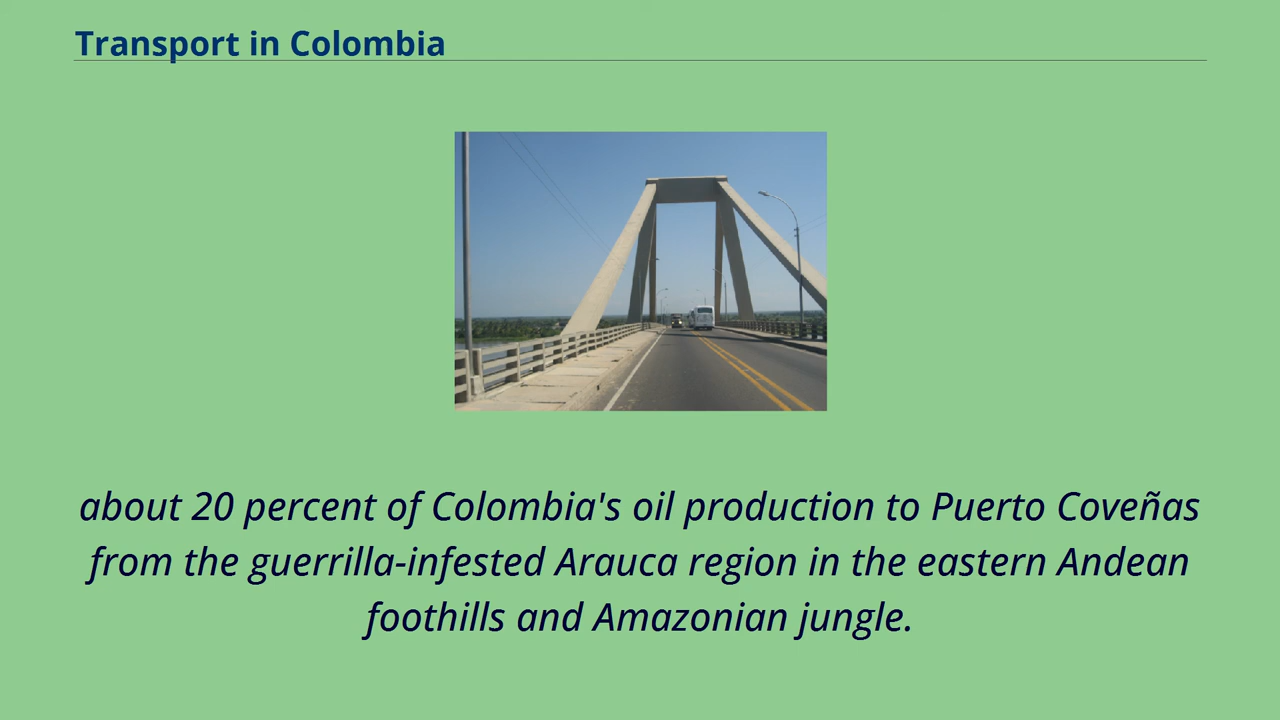 Transport in Colombia
about 20 percent of Colombia's oil production to Puerto Coveñas
from the guerrilla-infested Arauca region in the eastern Andean
foothills and Amazonian jungle.